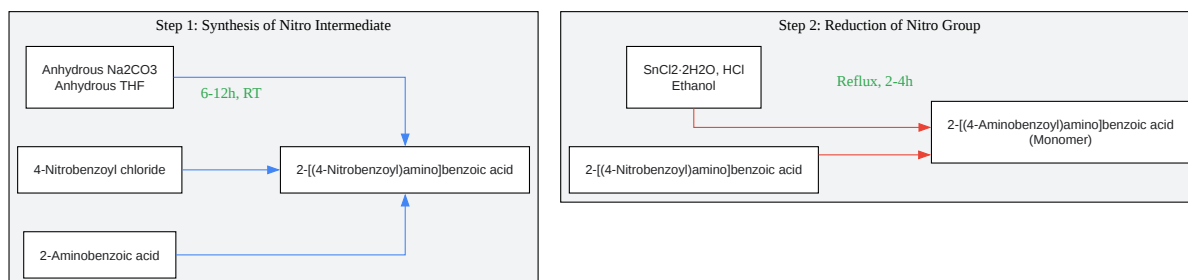 Step 1: Synthesis of Nitro Intermediate
Anhydrous Na2CO3
Anhydrous THF
6-12h, RT
4-Nitrobenzoyl chloride
2-[(4-Nitrobenzoyl)amino]benzoic acid
2-Aminobenzoic acid
Step 2: Reduction of Nitro Group
SnCl2·2H2O, HCl
Ethanol
Reflux, 2-4h
2-[(4-Aminobenzoyl)amino]benzoic acid
(Monomer)
2-[(4-Nitrobenzoyl)amino]benzoic acid